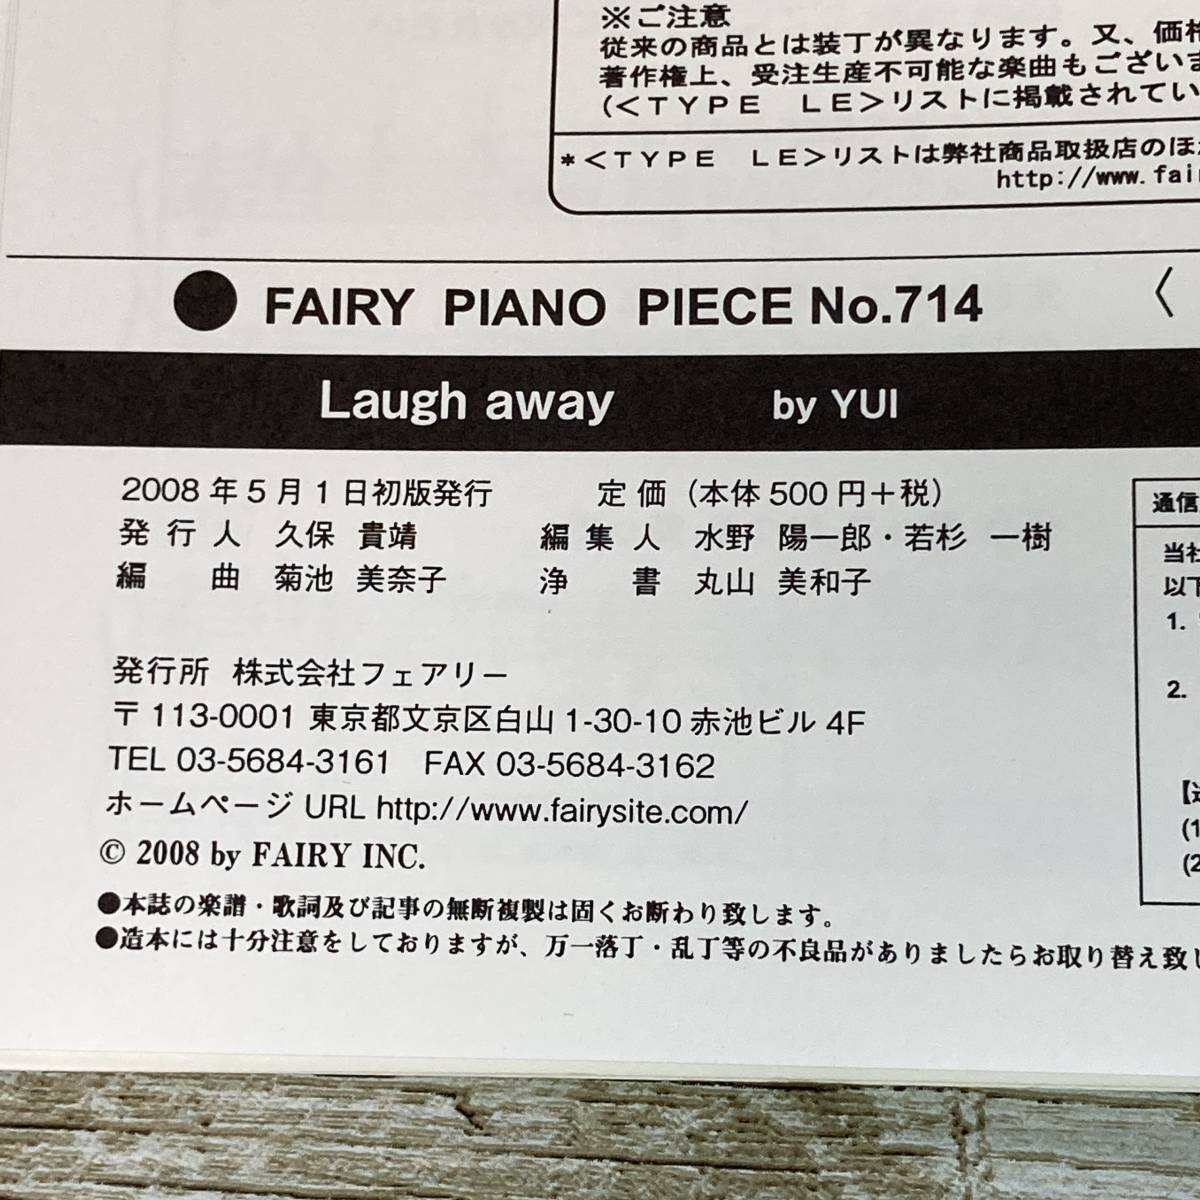 ※ご注意
従来の商品とは装丁が異なります。又、価格
著作権上、受注生産不可能な楽曲もございま
(＜ＴＹＰＥ　ＬＥ＞リストに掲載されてい
＊＜ＴＹＰＥ　ＬＥ＞リストは弊社商品取扱店のほ
http://www.fair
● FAIRY PIANO PIECE No.714 〈
Laugh away by YUI
2008年5月1日初版発行 定価（本体500円＋税）
発行人 久保 貴靖 編集人 水野 陽一郎・若杉 一樹
編曲 菊池 美奈子 浄書 丸山 美和子
発行所 株式会社フェアリー
〒113-0001 東京都文京区白山1-30-10赤池ビル4F
TEL 03-5684-3161 FAX 03-5684-3162
ホームページURL http://www.fairysite.com/
© 2008 by FAIRY INC.
●本誌の楽譜・歌詞及び記事の無断複製は固くお断わり致します。
●造本には十分注意をしておりますが、万一落丁・乱丁等の不良品がありましたらお取り替え致し
通信
当社
以下
1.
2.
(1
(2